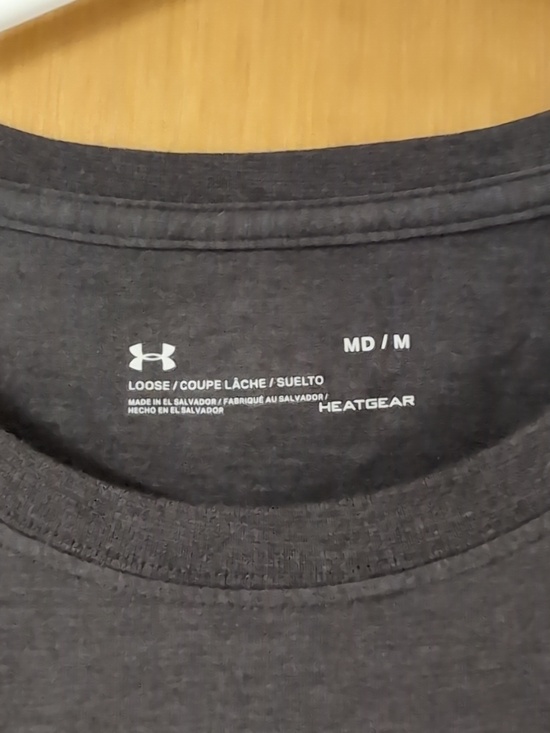 MD / M
LOOSE / COUPE LÂCHE / SUELTO
MADE IN EL SALVADOR / FABRIQUÉ AU SALVADOR /
HECHO EN EL SALVADOR
HEATGEAR